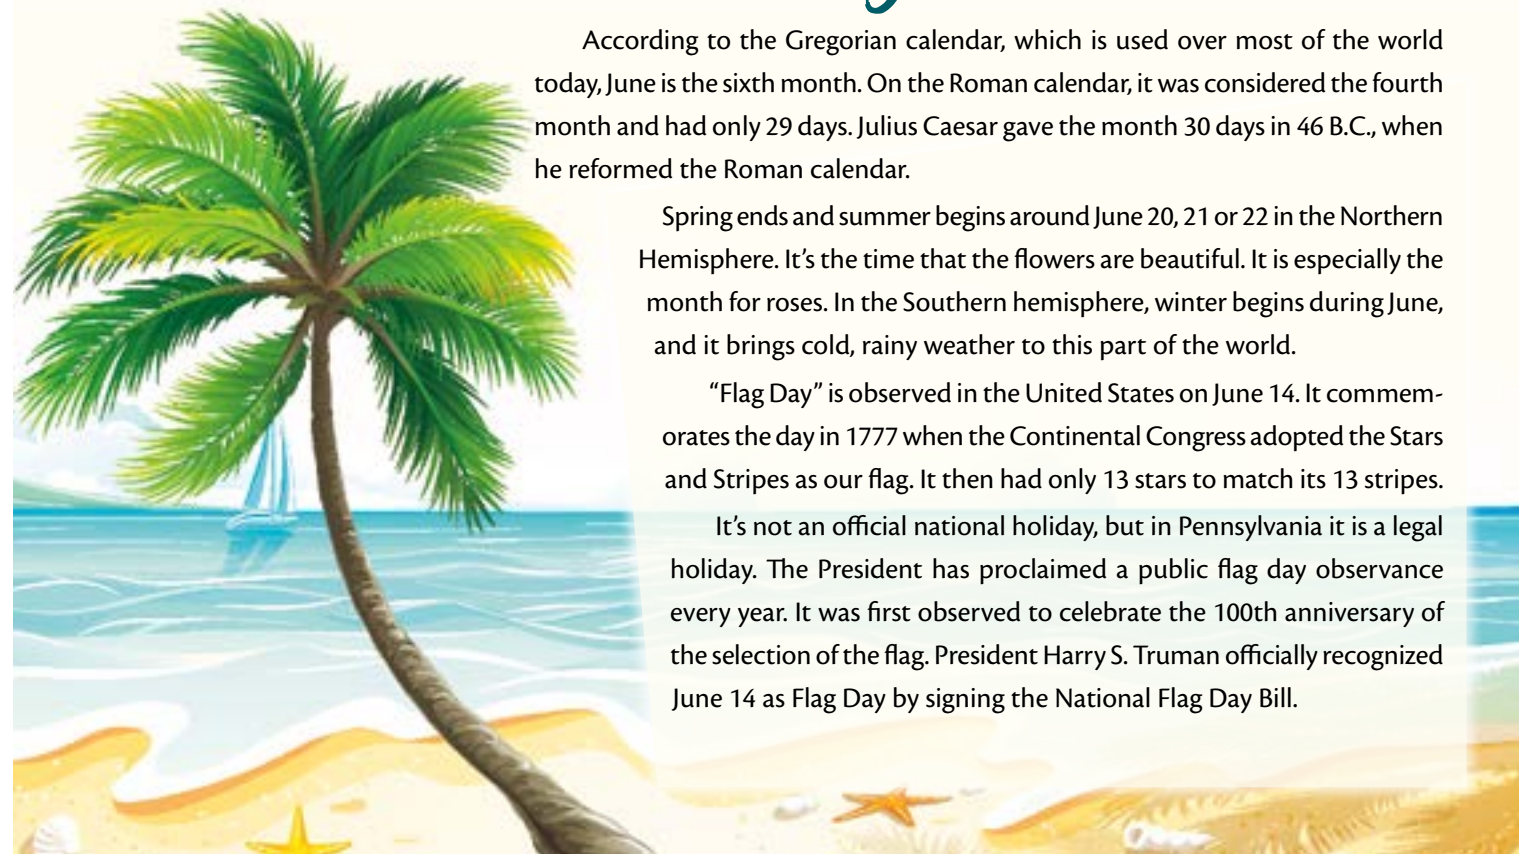 According to the Gregorian calendar, which is used over most of the world
today, June is the sixth month. On the Roman calendar, it was considered the fourth
month and had only 29 days. Julius Caesar gave the month 30 days in 46 B.C., when
he reformed the Roman calendar.
Spring ends and summer begins around June 20, 21 or 22 in the Northern
Hemisphere. It’s the time that the flowers are beautiful. It is especially the
month for roses. In the Southern hemisphere, winter begins during June,
and it brings cold, rainy weather to this part of the world.
“Flag Day” is observed in the United States on June 14. It commem-
orates the day in 1777 when the Continental Congress adopted the Stars
and Stripes as our flag. It then had only 13 stars to match its 13 stripes.
It’s not an official national holiday, but in Pennsylvania it is a legal
holiday. The President has proclaimed a public flag day observance
every year. It was first observed to celebrate the 100th anniversary of
the selection of the flag. President Harry S. Truman officially recognized
June 14 as Flag Day by signing the National Flag Day Bill.